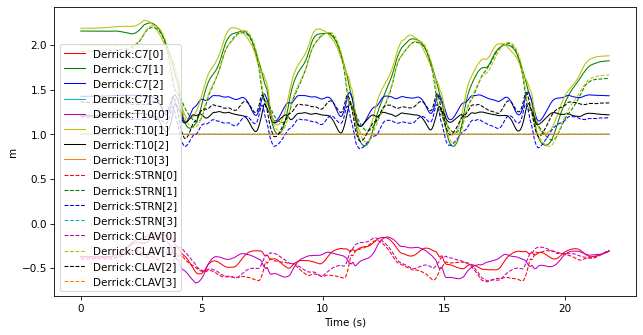 2.0
1.5
1.0
0.5
0.0
−0.5
m
Derrick:C7[0]
Derrick:C7[1]
Derrick:C7[2]
Derrick:C7[3]
Derrick:T10[0]
Derrick:T10[1]
Derrick:T10[2]
Derrick:T10[3]
Derrick:STRN[0]
Derrick:STRN[1]
Derrick:STRN[2]
Derrick:STRN[3]
Derrick:CLAV[0]
Derrick:CLAV[1]
Derrick:CLAV[2]
Derrick:CLAV[3]
0 5 10 15 20
Time (s)